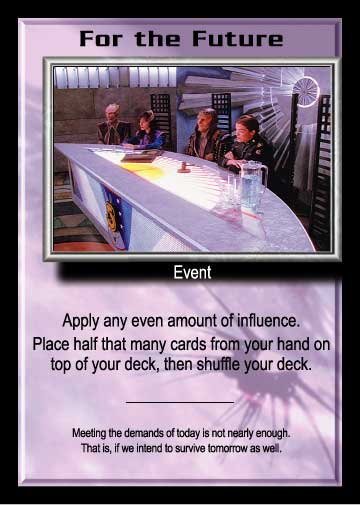 For the Future
Event
Apply any even amount of influence.
Place half that many cards from your hand on
top of your deck, then shuffle your deck.
Meeting the demands of today is not nearly enough.
That is, if we intend to survive tomorrow as well.